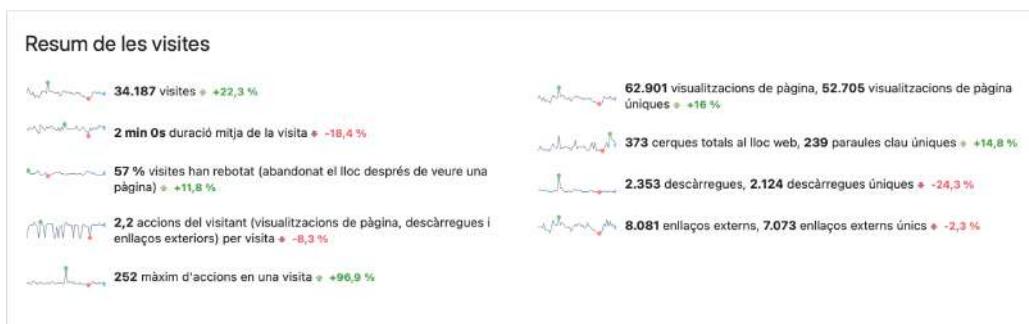 Resum de les visites
34.187 visites +22,3 %
2 min 0s duració mitja de la visita -18,4 %
57 % visites han rebotat (abandonat el lloc després de veure una
pàgina) +11,8 %
2,2 accions del visitant (visualitzacions de pàgina, descàrregues i
enllaços exteriors) per visita -8,3 %
252 màxim d'accions en una visita +96,9 %
62.901 visualitzacions de pàgina, 52.705 visualitzacions de pàgina
úniques +16 %
373 cerques totals al lloc web, 239 paraules clau úniques +14,8 %
2.353 descàrregues, 2.124 descàrregues úniques -24,3 %
8.081 enllaços externs, 7.073 enllaços externs únics -2,3 %